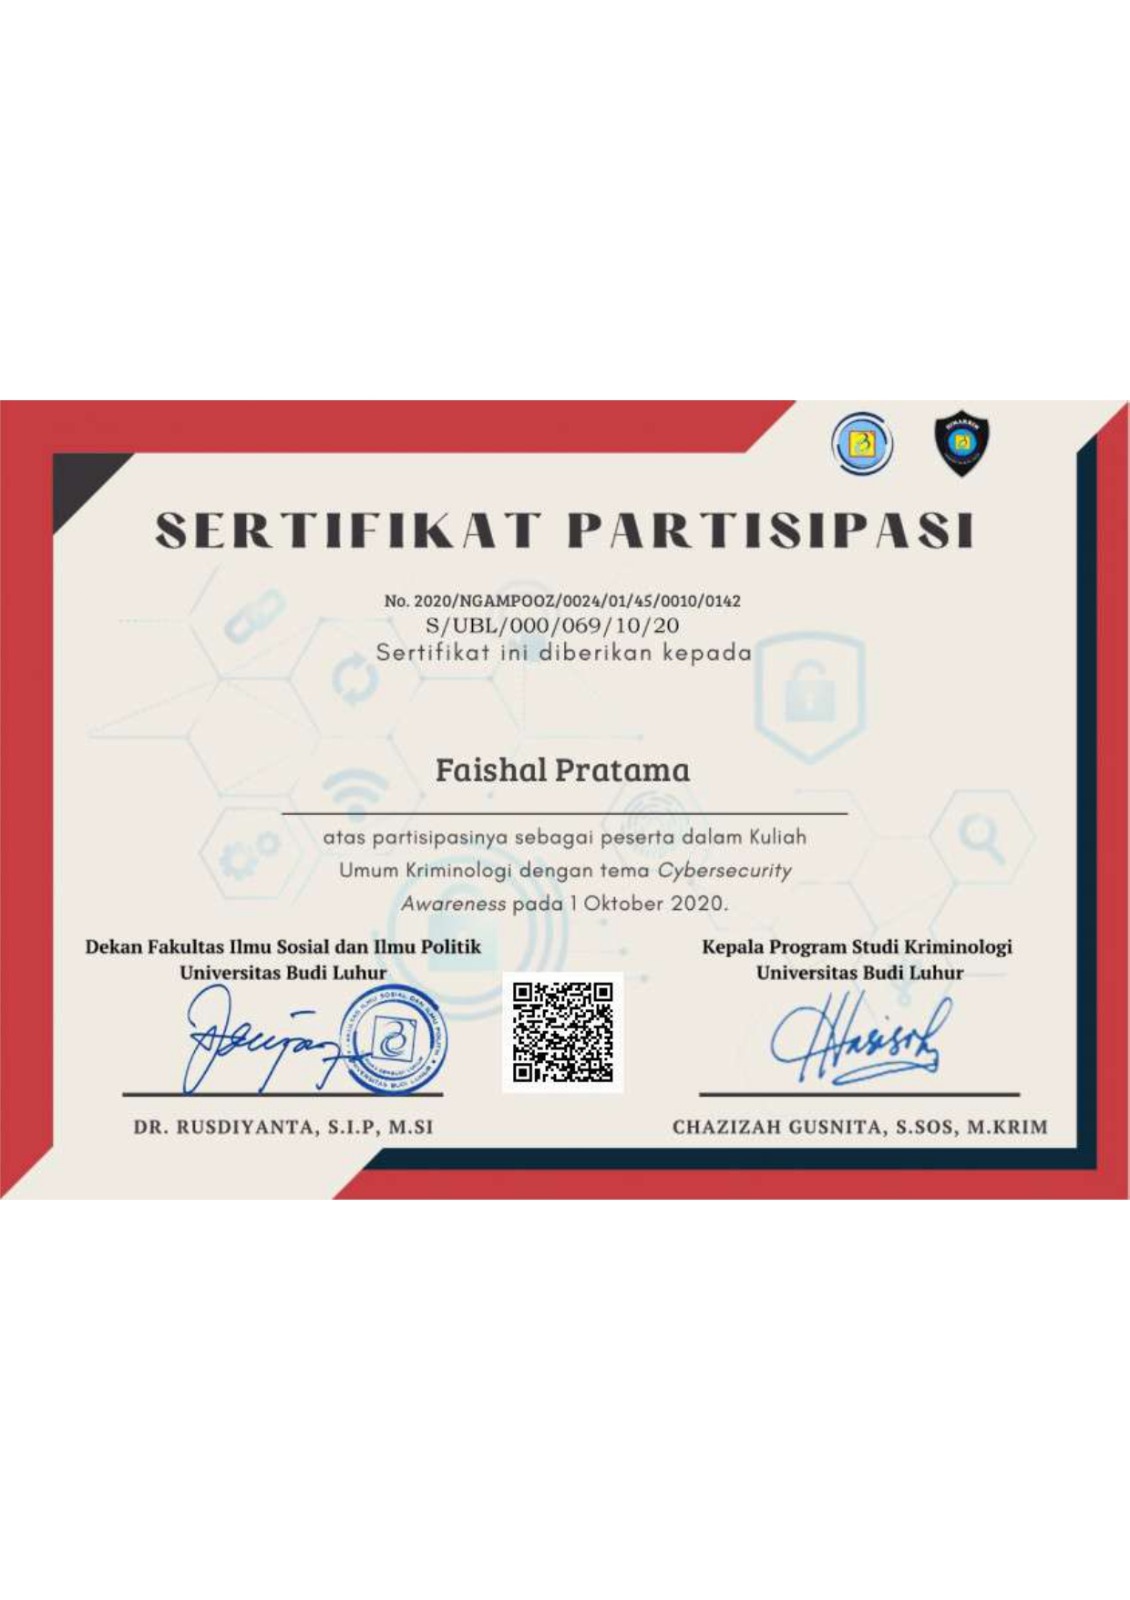 SERTIFIKAT PARTISIPASI
No. 2020/NGAMPOOZ/0024/01/45/0010/0142
S/UBL/000/069/10/20
Sertifikat ini diberikan kepada
Faishal Pratama
atas partisipasinya sebagai peserta dalam Kuliah
Umum Kriminologi dengan tema Cybersecurity
Awareness pada 1 Oktober 2020.
Dekan Fakultas Ilmu Sosial dan Ilmu Politik
Universitas Budi Luhur
DR. RUSDIYANTA, S.I.P, M.SI
Kepala Program Studi Kriminologi
Universitas Budi Luhur
CHAZIZAH GUSNITA, S.SOS, M.KRIM